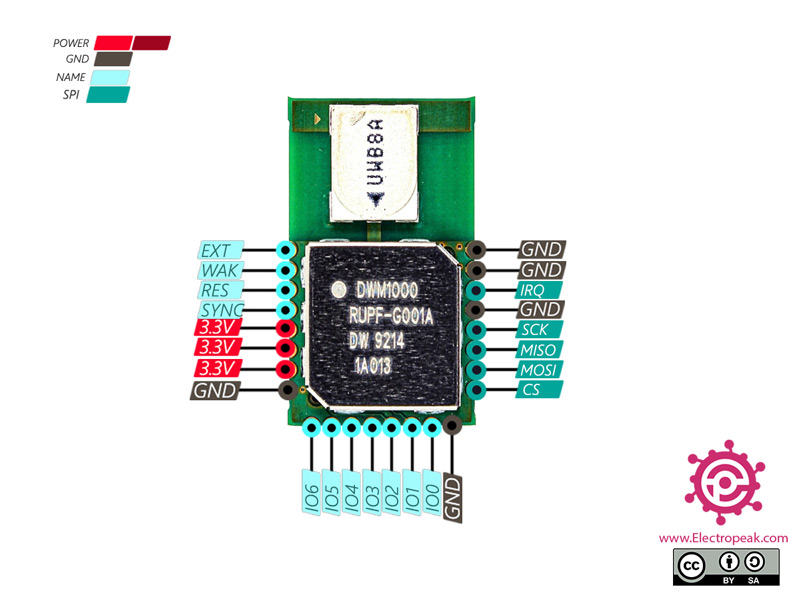 POWER
GND
NAME
SPI
UWB8A
EXT
WAK
RES
SYNC
3.3V
3.3V
3.3V
GND
DWM1000
RUPF-G001A
DW 9214
1A013
GND
GND
IRQ
GND
SCK
MISO
MOSI
CS
IO6
IO5
IO4
IO3
IO2
IO1
IO0
GND
www.Electropeak.com
cc
BY SA